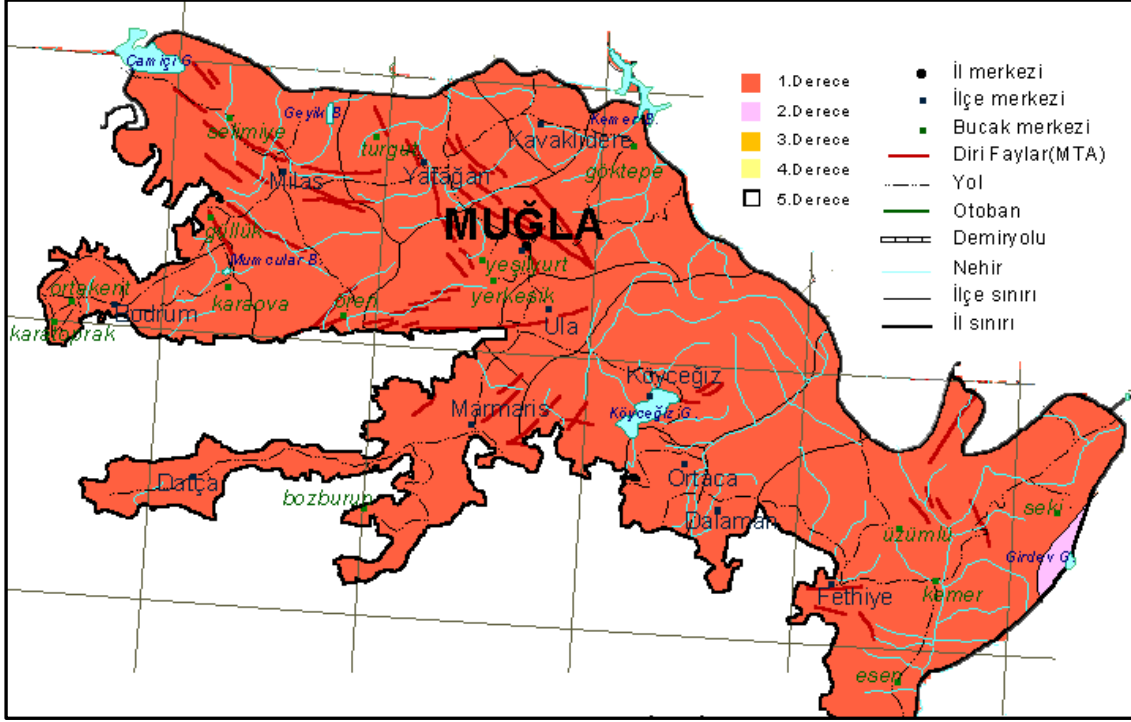 Çamiçi G
Geyik B
Kemer B.
selimiye
turgut
Kavaklıdere
göktepe
Milas
Yatağan
MUĞLA
güllük
Mumcular B.
yeşilyurt
ortakent
karaova
ören
yerkesik
Bodrum
Ula
karatoprak
Köyceğiz
Marmaris
Köyceğiz G
Datça
bozburun
Ortaca
Dalaman
üzümlü
seki
Girdev G
Fethiye
kemer
esen
1.Derece
2.Derece
3.Derece
4.Derece
5.Derece
İl merkezi
İlçe merkezi
Bucak merkezi
Diri Faylar(MTA)
Yol
Otoban
Demiryolu
Nehir
İlçe sınırı
İl sınırı